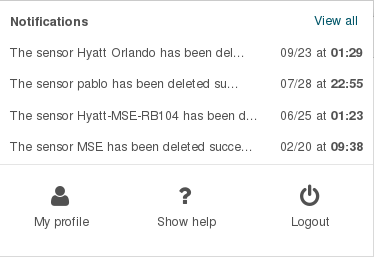 Notifications View all
The sensor Hyatt Orlando has been del... 09/23 at 01:29
The sensor pablo has been deleted su... 07/28 at 22:55
The sensor Hyatt-MSE-RB104 has been d... 06/25 at 01:23
The sensor MSE has been deleted succe... 02/20 at 09:38
?
My profile Show help Logout